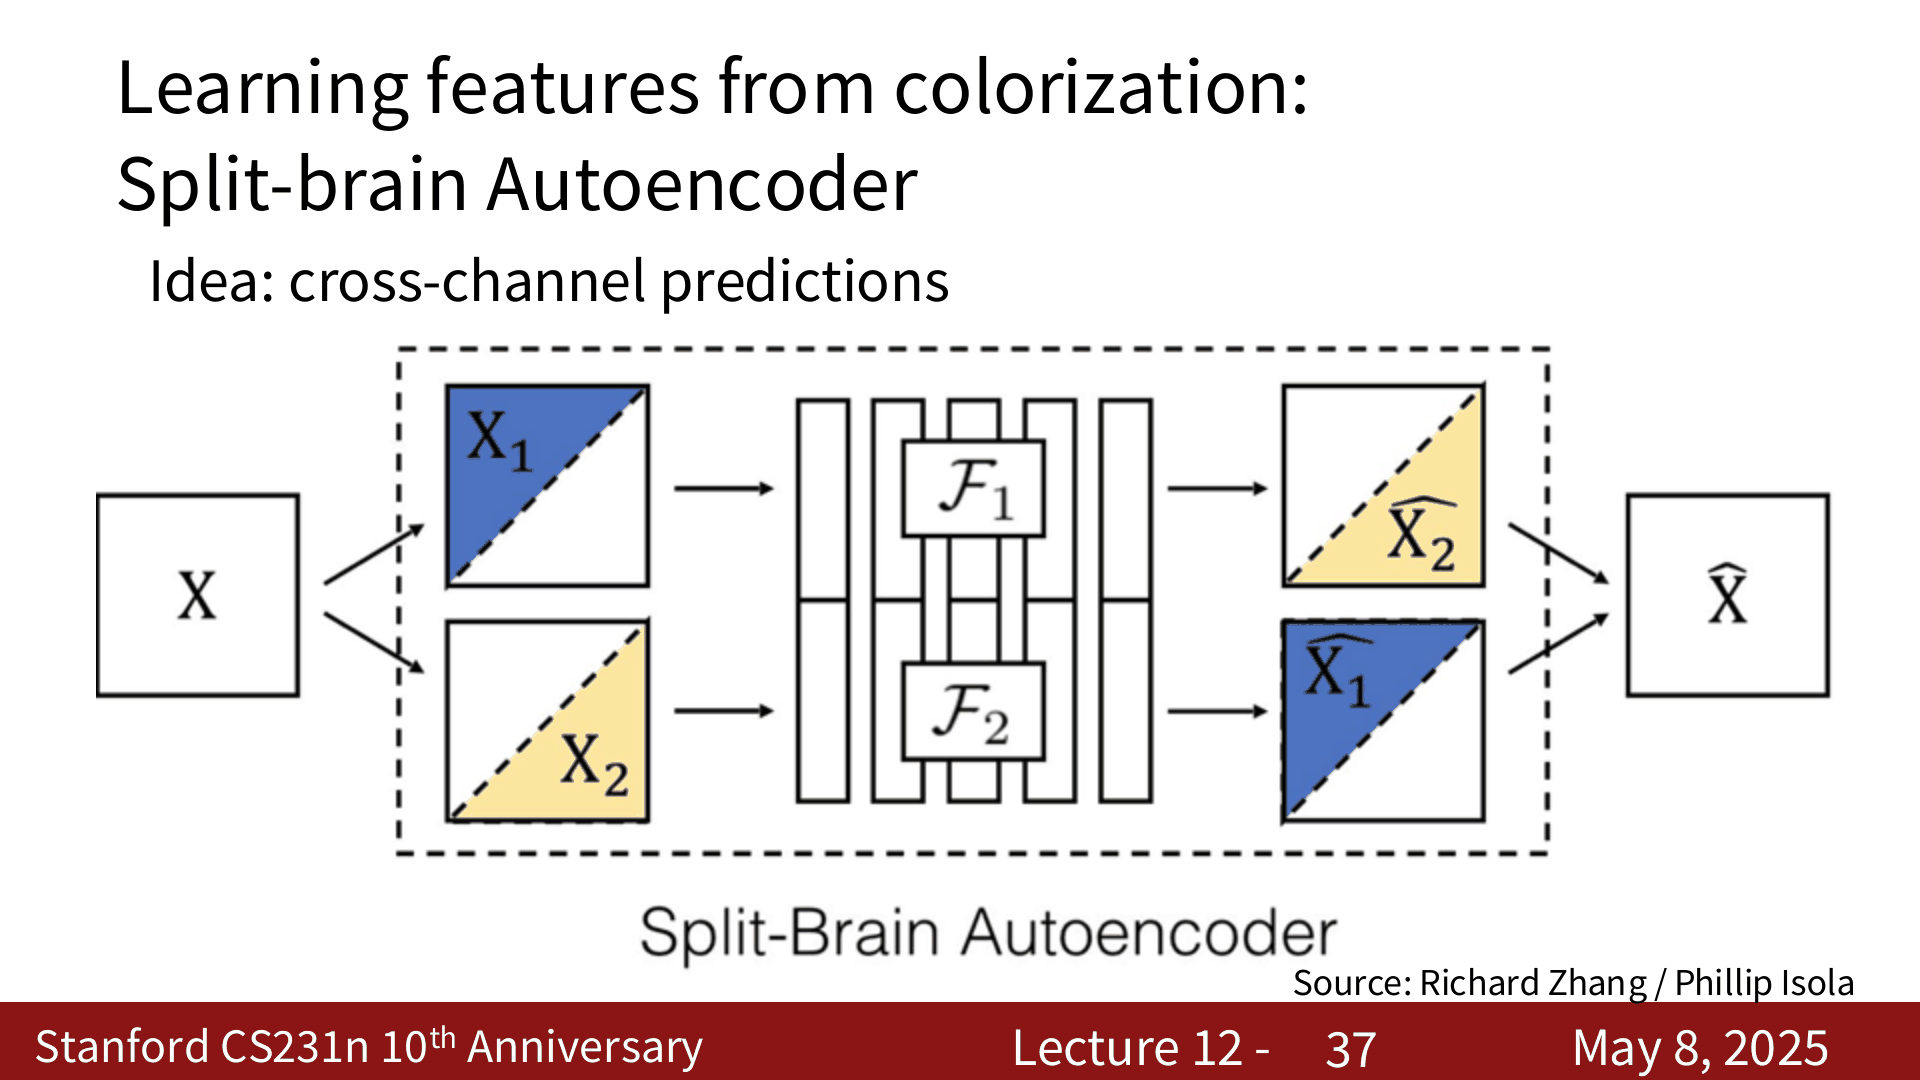 Learning features from colorization:
Split-brain Autoencoder
Idea: cross-channel predictions
X
X₁
X₂
ℱ₁
ℱ₂
X̂₂
X̂₁
X̂
Split-Brain Autoencoder
Source: Richard Zhang / Phillip Isola
Stanford CS231n 10th Anniversary
Lecture 12 - 37
May 8, 2025